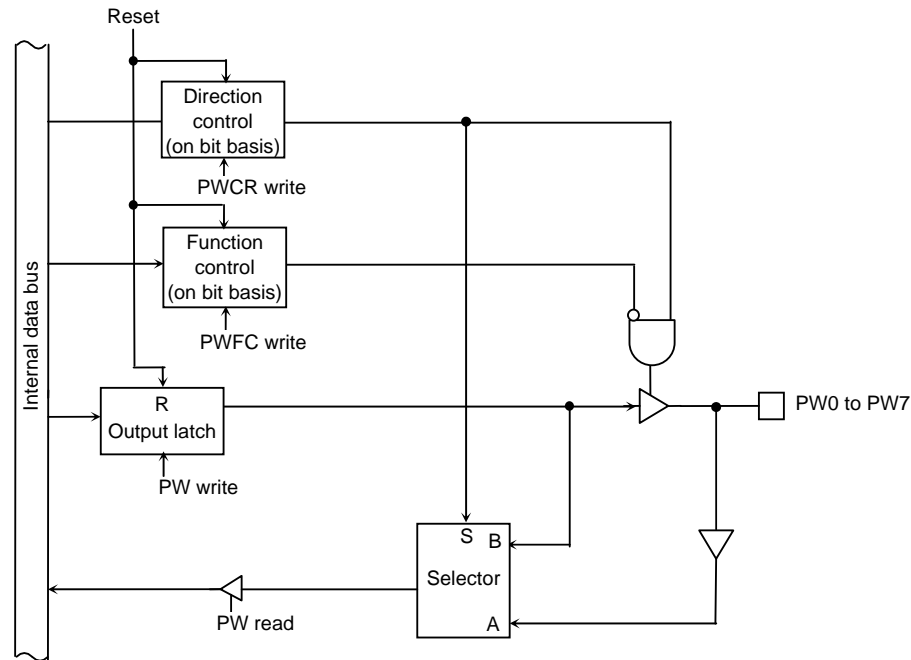 Reset
Direction
control
(on bit basis)
PWCR write
Function
control
(on bit basis)
PWFC write
Internal data bus
R
Output latch
PW write
PW0 to PW7
S
B
Selector
A
PW read